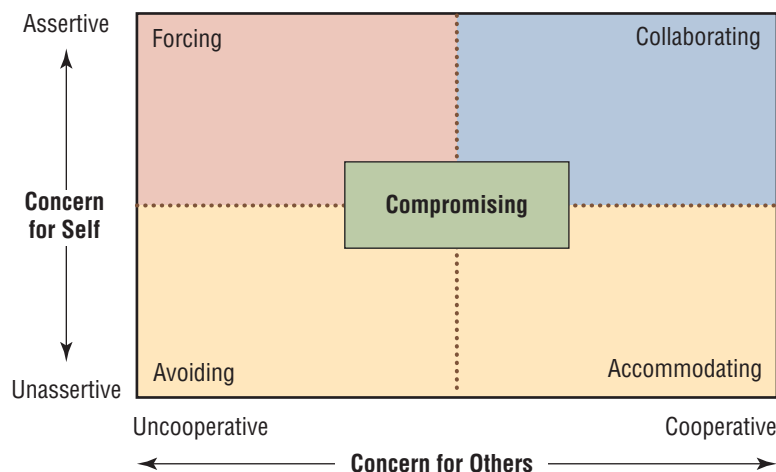 Assertive
Forcing
Collaborating
Concern
for Self
Compromising
Avoiding
Accommodating
Unassertive
Uncooperative
Cooperative
Concern for Others